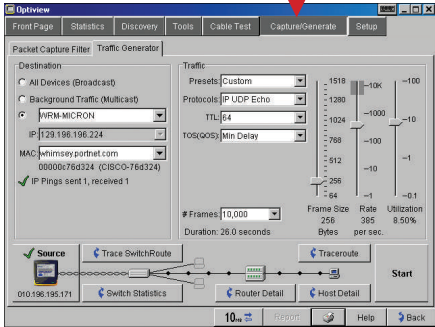 Optiview
Front Page Statistics Discovery Tools Cable Test Capture/Generate Setup
Packet Capture Filter Traffic Generator
Destination
All Devices (Broadcast)
Background Traffic (Multicast)
WRM-MICRON
IP: 129.196.196.224
MAC: whimsey.portnet.com
00000c76d324 (CISCO-76d324)
IP Pings sent 1, received 1
Traffic
Presets: Custom
Protocols: IP UDP Echo
TTL: 64
TOS(QOS): Min Delay
# Frames: 10,000
Duration: 26.0 seconds
1518
1280
1024
768
512
256
64
10K
1000
100
10
1
100
10
1
0.1
Frame Size Rate Utilization
256 385 8.50%
Bytes per sec.
Source
010.196.195.171
Trace SwitchRoute
Switch Statistics
Traceroute
Router Detail
Host Detail
Start
10 Report Help Back